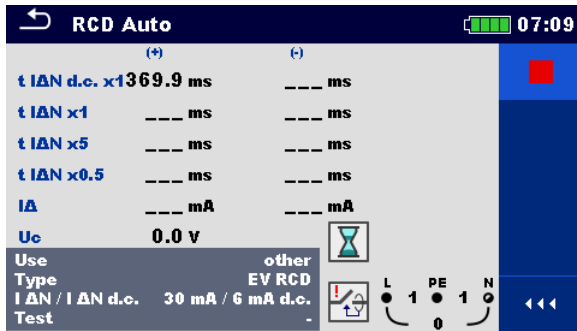 RCD Auto 07:09
(+) (-)
t IΔN d.c. x1 369.9 ms ___ ms
t IΔN x1 ___ ms ___ ms
t IΔN x5 ___ ms ___ ms
t IΔN x0.5 ___ ms ___ ms
IΔ ___ mA ___ mA
Uc 0.0 V
Use other
Type EV RCD
I ΔN / I ΔN d.c. 30 mA / 6 mA d.c.
Test -
L PE N
1 1
0